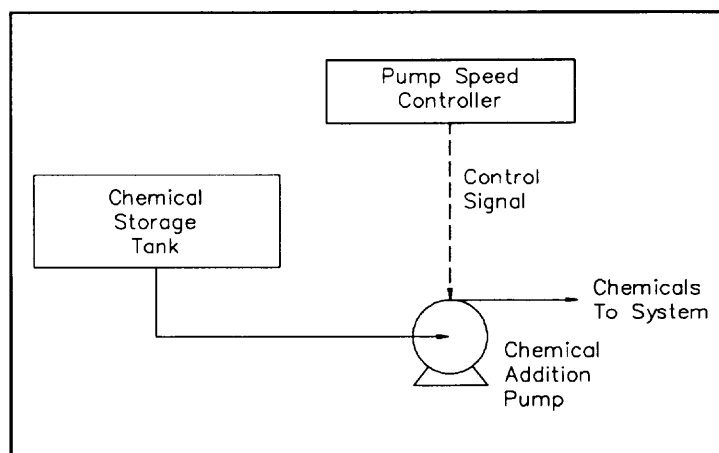 Pump Speed
Controller
Chemical
Storage
Tank
Control
Signal
Chemicals
To System
Chemical
Addition
Pump